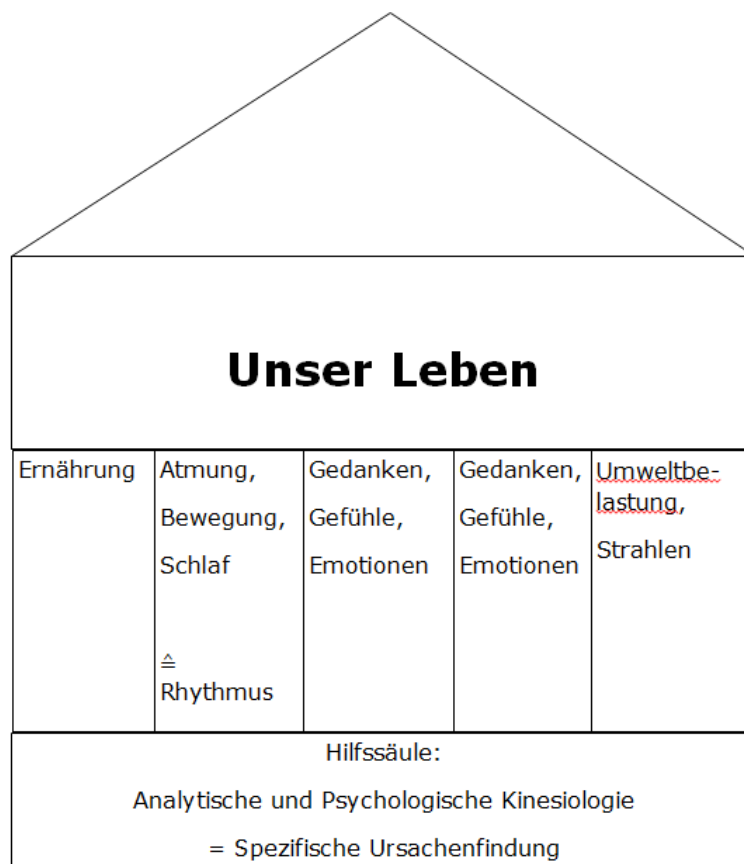 Unser Leben
Ernährung
Atmung,
Bewegung,
Schlaf
≙
Rhythmus
Gedanken,
Gefühle,
Emotionen
Gedanken,
Gefühle,
Emotionen
Umweltbe-
lastung,
Strahlen
Hilfssäule:
Analytische und Psychologische Kinesiologie
= Spezifische Ursachenfindung